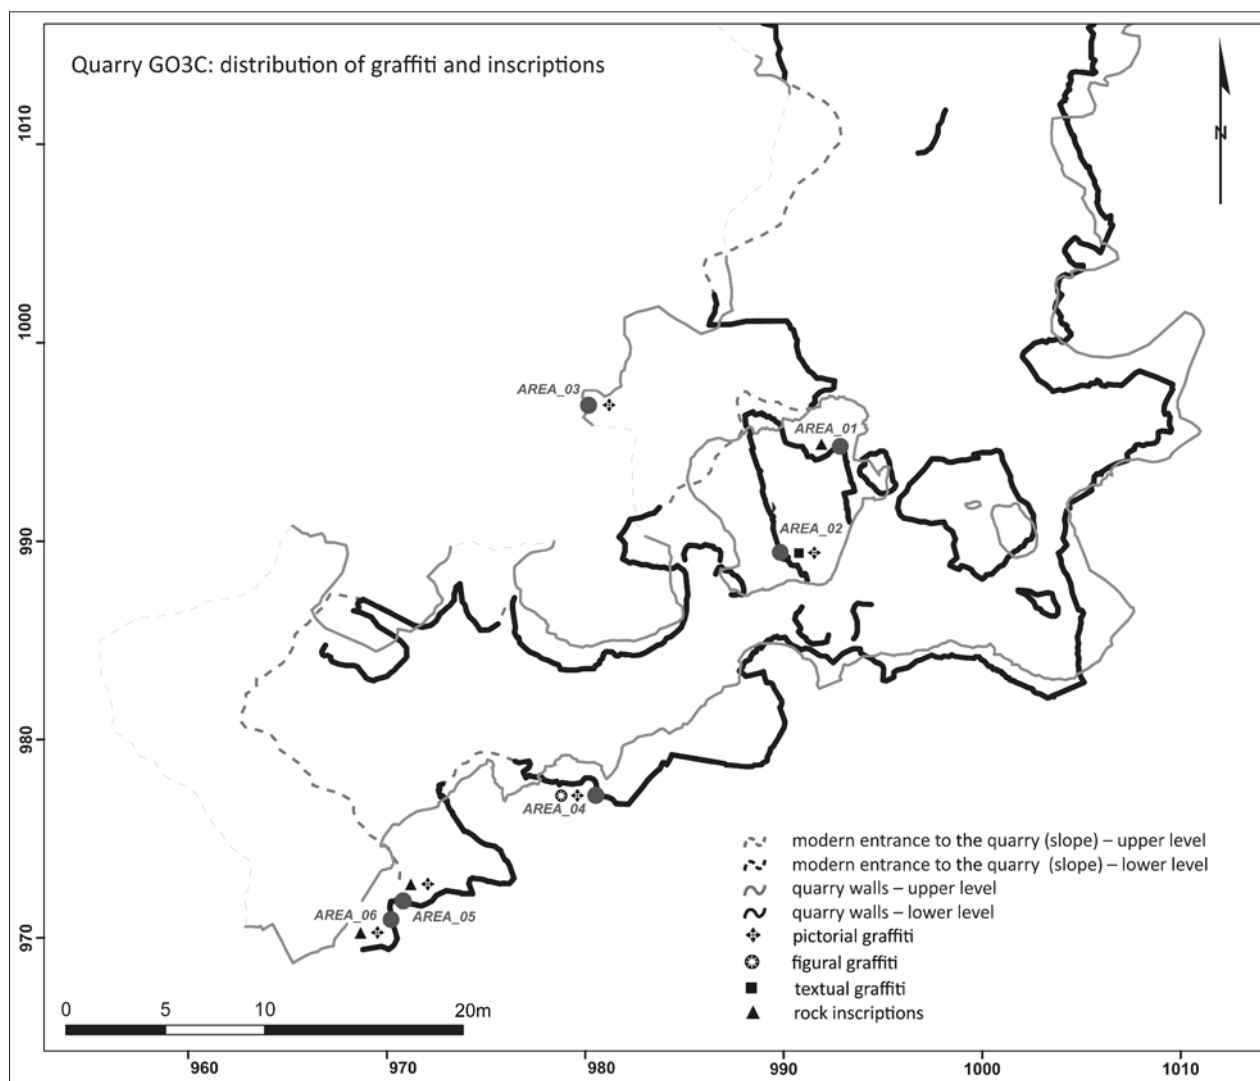 Quarry GO3C: distribution of graffiti and inscriptions
1010
N
1000
AREA_03
AREA_01
990
AREA_02
980
AREA_04
modern entrance to the quarry (slope) – upper level
modern entrance to the quarry (slope) – lower level
quarry walls – upper level
AREA_06
AREA_05
quarry walls – lower level
970
pictorial graffiti
figural graffiti
textual graffiti
0 5 10 20m
rock inscriptions
960 970 980 990 1000 1010